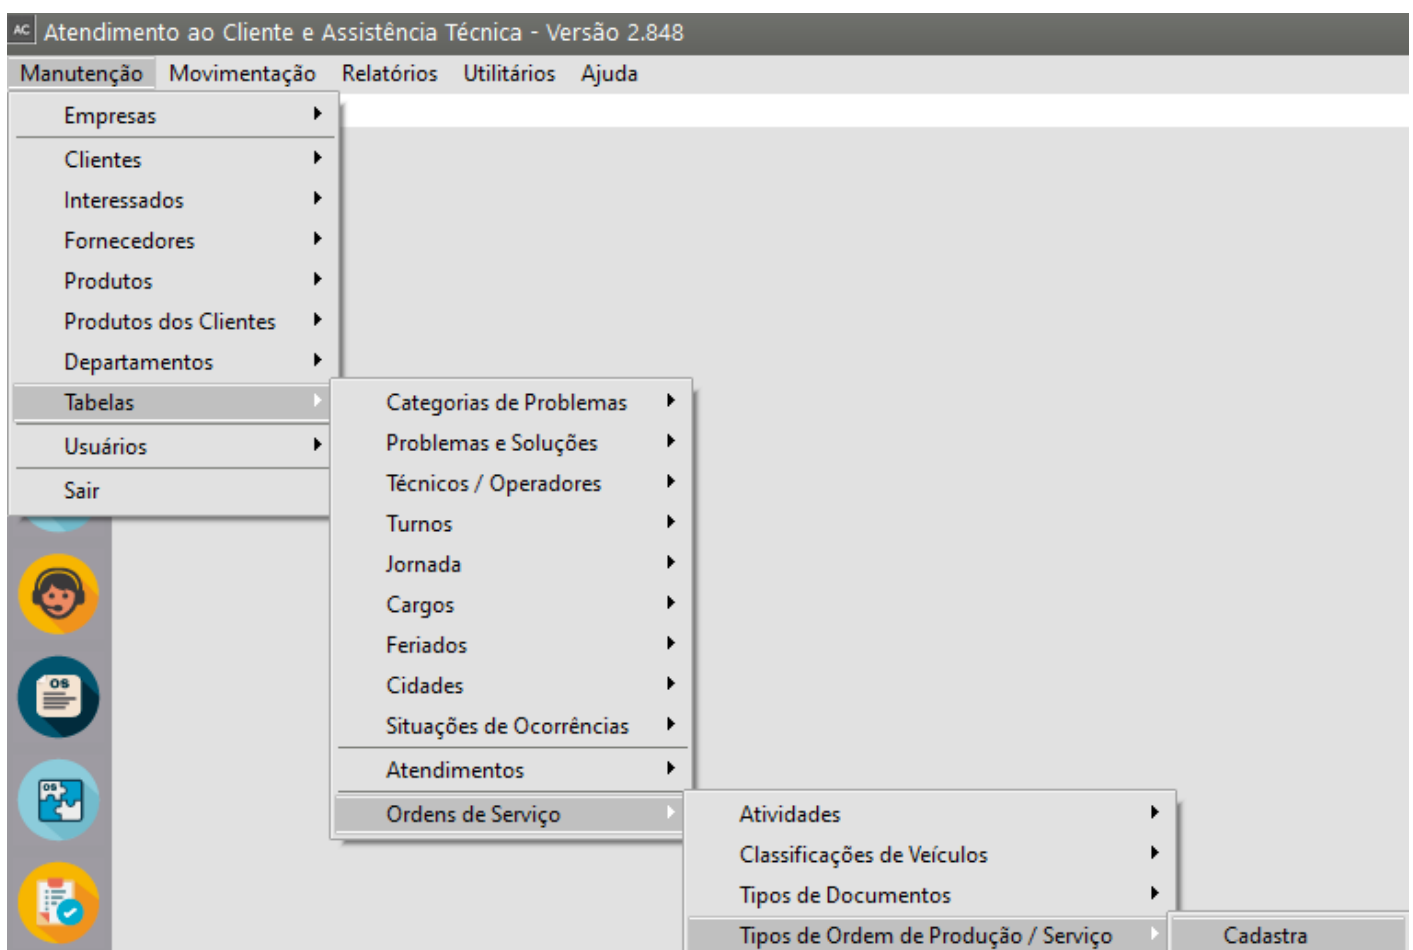 AC Atendimento ao Cliente e Assistência Técnica - Versão 2.848
Manutenção Movimentação Relatórios Utilitários Ajuda
Empresas
Clientes
Interessados
Fornecedores
Produtos
Produtos dos Clientes
Departamentos
Tabelas
Usuários
Sair
Categorias de Problemas
Problemas e Soluções
Técnicos / Operadores
Turnos
Jornada
Cargos
Feriados
Cidades
Situações de Ocorrências
Atendimentos
Ordens de Serviço
Atividades
Classificações de Veículos
Tipos de Documentos
Tipos de Ordem de Produção / Serviço
Cadastra
OS
OS